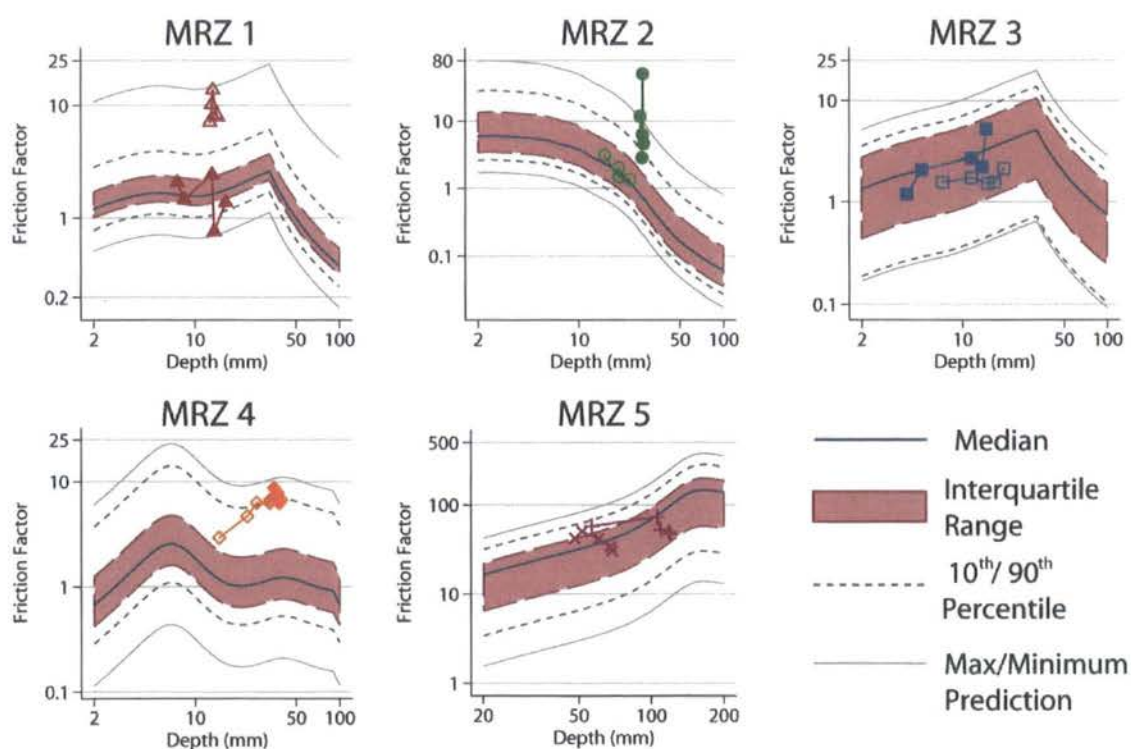 MRZ 1
25
10
1
0.2
Friction Factor
2
10
50
100
Depth (mm)
MRZ 2
80
10
1
0.1
Friction Factor
2
10
50
100
Depth (mm)
MRZ 3
25
10
1
0.1
Friction Factor
2
10
50
100
Depth (mm)
MRZ 4
25
10
1
0.1
Friction Factor
2
10
50
100
Depth (mm)
MRZ 5
500
100
10
1
Friction Factor
20
50
100
200
Depth (mm)
Median
Interquartile
Range
10th/ 90th
Percentile
Max/Minimum
Prediction